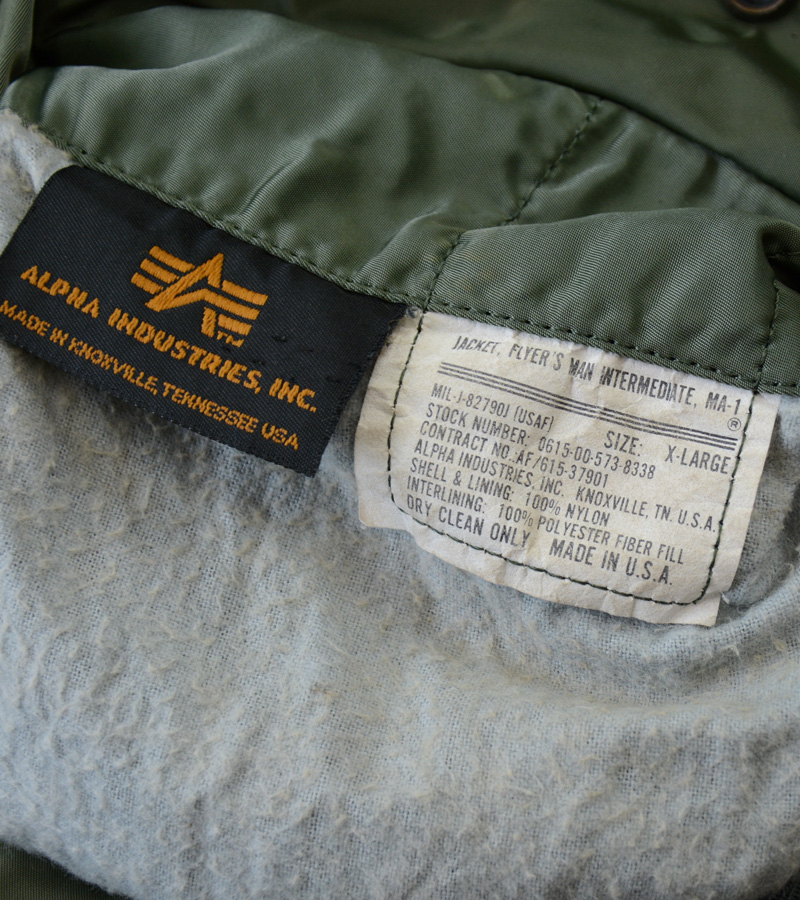 ALPHA INDUSTRIES, INC.
TM
MADE IN KNOXVILLE, TENNESSEE USA
JACKET, FLYER'S MAN INTERMEDIATE, MA-1
®
MIL-J-8279OJ (USAF) SIZE: X-LARGE
STOCK NUMBER: 0615-00-573-8338
CONTRACT NO.AF/615-37901
ALPHA INDUSTRIES, INC. KNOXVILLE, TN. U.S.A.
SHELL & LINING: 100% NYLON
INTERLINING: 100% POLYESTER FIBER FILL
DRY CLEAN ONLY MADE IN U.S.A.